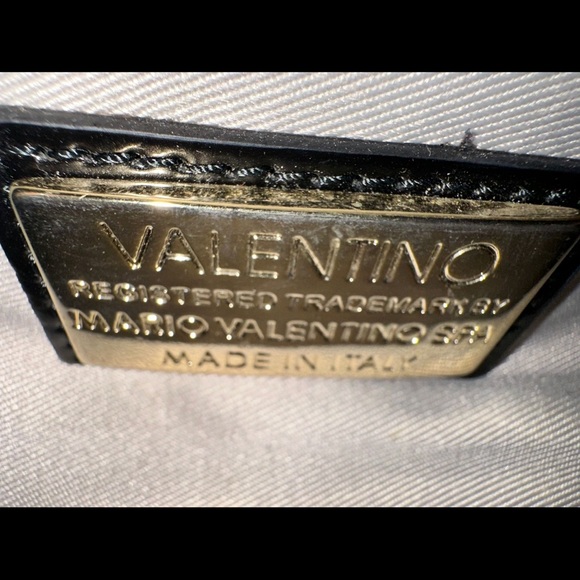 VALENTINO
REGISTERED TRADEMARK BY
MARIO VALENTINO SPA
MADE IN ITALY